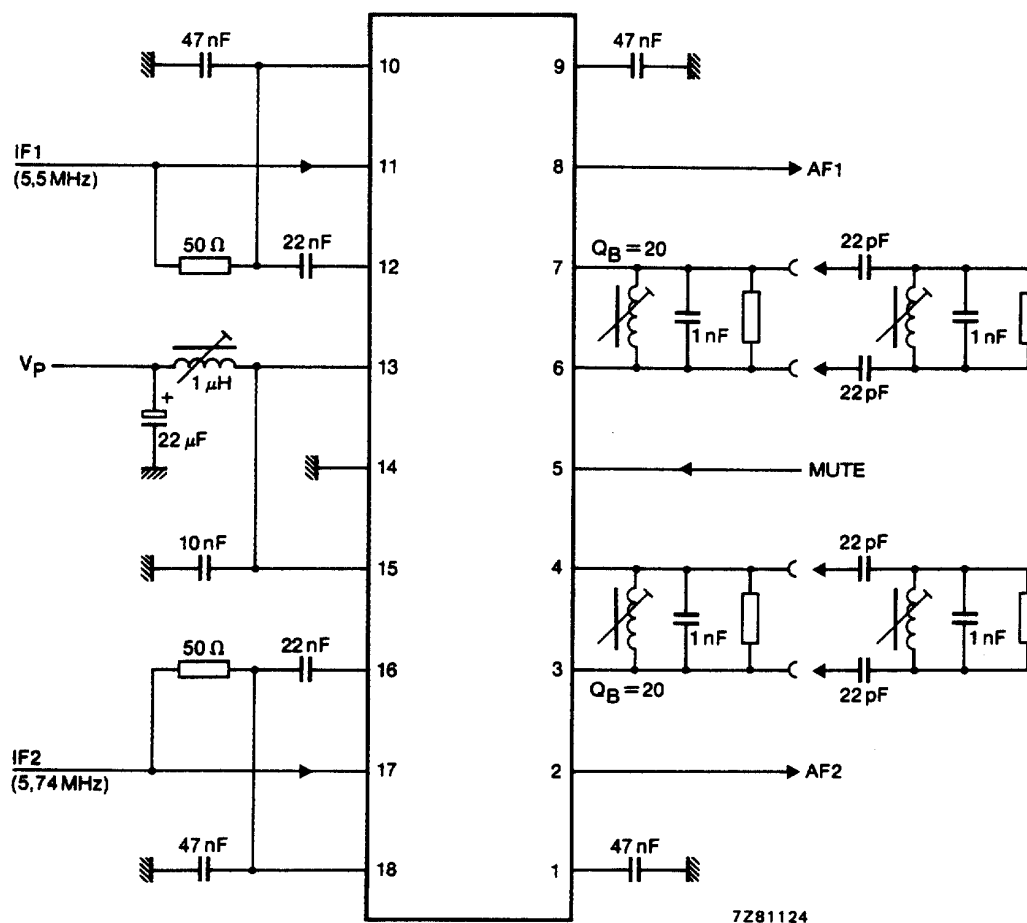 47 nF
10
9
47 nF
IF1
(5,5 MHz)
11
8
AF1
50 Ω
22 nF
12
7
Q_B = 20
22 pF
1 nF
1 nF
V_P
1 μH
13
6
22 pF
+
22 μF
14
5
MUTE
10 nF
15
4
22 pF
1 nF
1 nF
50 Ω
22 nF
16
3
Q_B = 20
22 pF
IF2
(5,74 MHz)
17
2
AF2
47 nF
18
1
47 nF
7Z81124